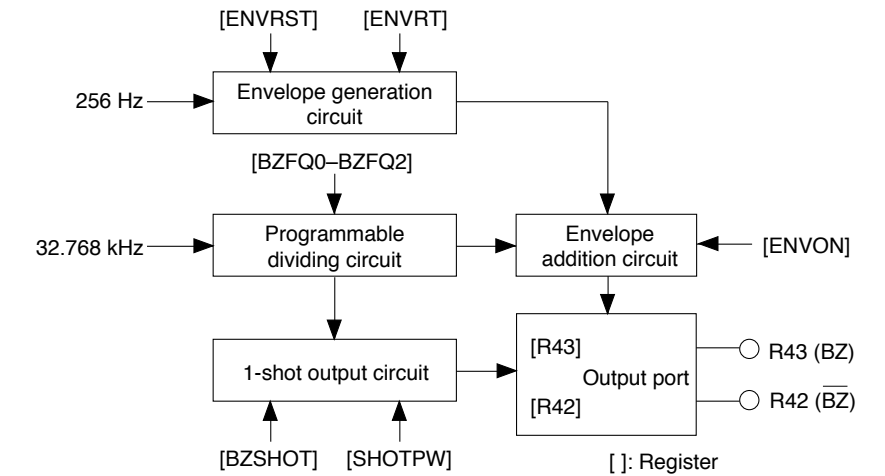 [ENVRST] [ENVRT]
256 Hz
Envelope generation
circuit
[BZFQ0–BZFQ2]
32.768 kHz
Programmable
dividing circuit
Envelope
addition circuit
[ENVON]
1-shot output circuit
[R43]
Output port
[R42]
R43 (BZ)
R42 (B̅Z̅)
[BZSHOT] [SHOTPW]
[ ]: Register